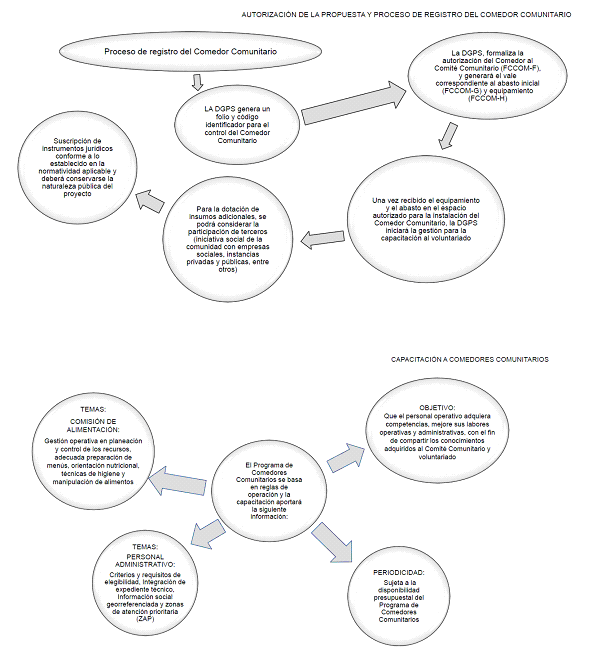 AUTORIZACIÓN DE LA PROPUESTA Y PROCESO DE REGISTRO DEL COMEDOR COMUNITARIO
Proceso de registro del Comedor Comunitario
LA DGPS genera un
folio y código
identificador para el
control del Comedor
Comunitario
La DGPS, formaliza la
autorización del Comedor al
Comité Comunitario (FCCOM-F),
y generará el vale
correspondiente al abasto inicial
(FCCOM-G) y equipamiento
(FCCOM-H)
Una vez recibido el equipamiento
y el abasto en el espacio
autorizado para la instalación del
Comedor Comunitario, la DGPS
iniciará la gestión para la
capacitación al voluntariado
Para la dotación de
insumos adicionales, se
podrá considerar la
participación de terceros
(iniciativa social de la
comunidad con empresas
sociales, instancias
privadas y públicas, entre
otros)
Suscripción de
instrumentos jurídicos
conforme a lo
establecido en la
normatividad aplicable y
deberá conservarse la
naturaleza pública del
proyecto
CAPACITACIÓN A COMEDORES COMUNITARIOS
TEMAS:
COMISIÓN DE
ALIMENTACIÓN:
Gestión operativa en planeación
y control de los recursos,
adecuada preparación de
menús, orientación nutricional,
técnicas de higiene y
manipulación de alimentos
OBJETIVO:
Que el personal operativo adquiera
competencias, mejore sus labores
operativas y administrativas, con el fin
de compartir los conocimientos
adquiridos al Comité Comunitario y
voluntariado
El Programa de
Comedores
Comunitarios se basa
en reglas de
operación y la
capacitación aportará
la siguiente
información:
TEMAS:
PERSONAL
ADMINISTRATIVO:
Criterios y requisitos de
elegibilidad, Integración de
expediente técnico,
Información social
georreferenciada y zonas
de atención prioritaria
(ZAP)
PERIODICIDAD:
Sujeta a la
disponibilidad
presupuestal del
Programa de
Comedores
Comunitarios